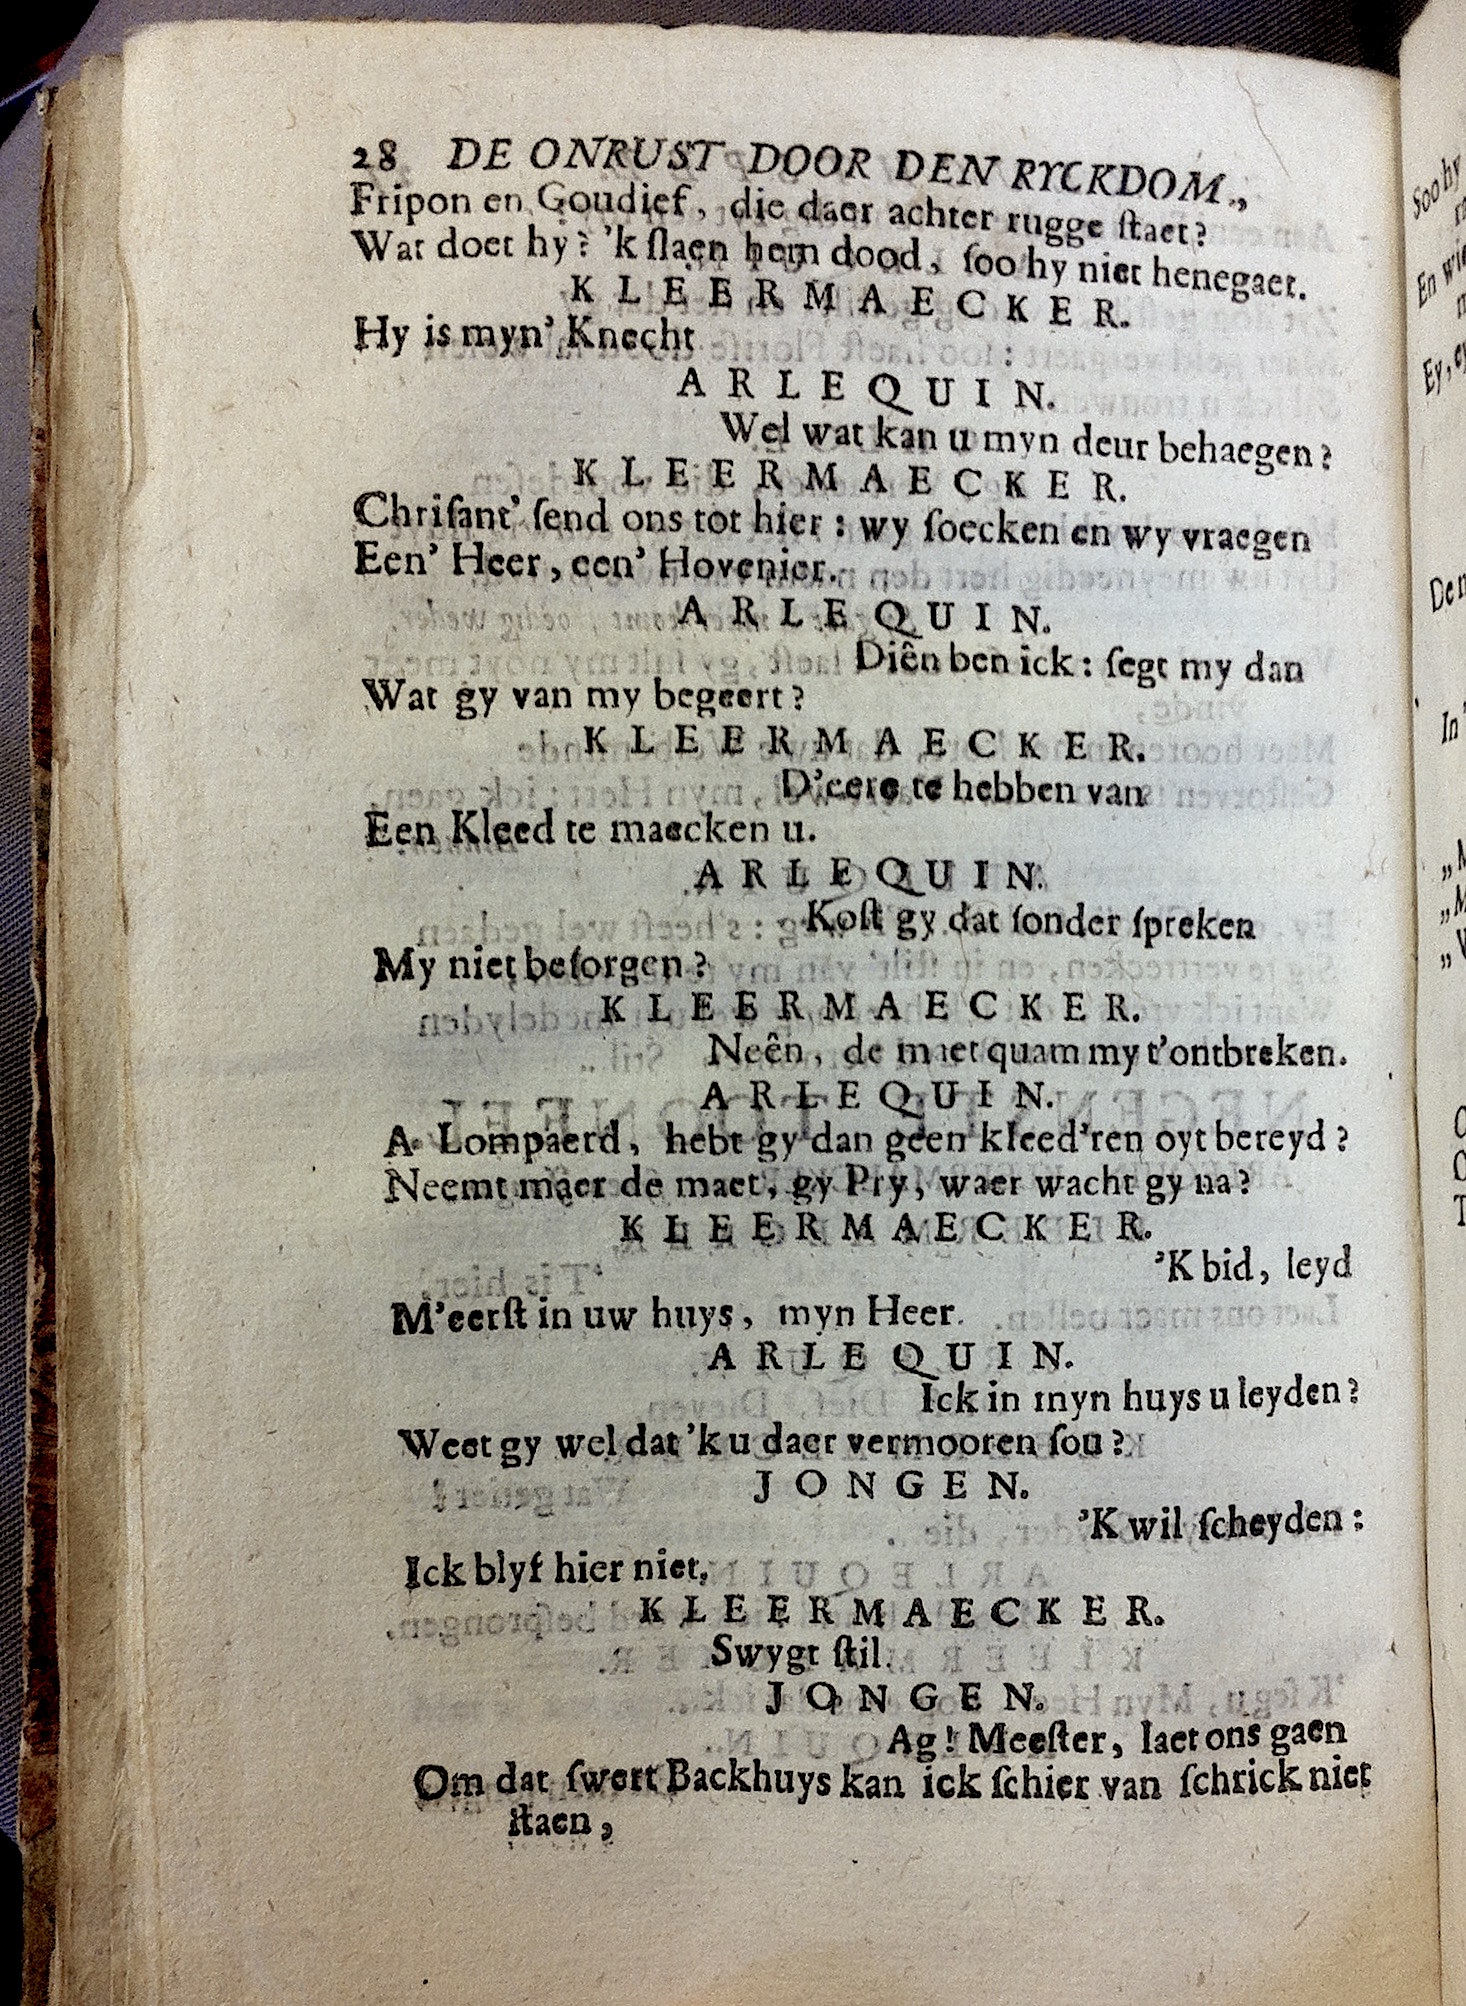 28 DE ONRUST DOOR DEN RYCKDOM,
Fripon en Goudief, die daer achter rugge ſtaet?
Wat doet hy? 'k ſlaen hem dood, ſoo hy niet henegaet.
KLEERMAECKER.
Hy is myn' Knecht
ARLEQUIN.
Wel wat kan u myn deur behaegen?
KLEERMAECKER.
Chriſant' ſend ons tot hier: wy ſoecken en wy vraegen
Een' Heer, een' Hovenier.
ARLEQUIN.
Diên ben ick: ſegt my dan
Wat gy van my begeert?
KLEERMAECKER.
D'eere te hebben van
Een Kleed te maecken u.
ARLEQUIN.
Koſt gy dat ſonder ſpreken
My niet beſorgen?
KLEERMAECKER.
Neên, de maet quam my t'ontbreken.
ARLEQUIN.
A Lompaerd, hebt gy dan geen kleed'ren oyt bereyd?
Neemt maer de maet, gy Pry, waer wacht gy na?
KLEERMAECKER.
'K bid, leyd
M'eerſt in uw huys, myn Heer.
ARLEQUIN.
Ick in myn huys u leyden?
Weet gy wel dat 'k u daer vermooren ſou?
JONGEN.
'K wil ſcheyden:
Ick blyf hier niet.
KLEERMAECKER.
Swygt ſtil.
JONGEN.
Ag! Meeſter, laet ons gaen
Om dat ſwert Backhuys kan ick ſchier van ſchrick niet
ſtaen,